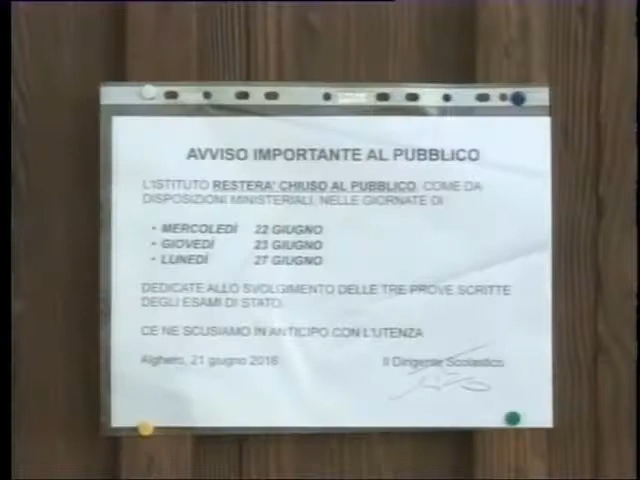 AVVISO IMPORTANTE AL PUBBLICO
L'ISTITUTO RESTERA' CHIUSO AL PUBBLICO, COME DA
DISPOSIZIONI MINISTERIALI, NELLE GIORNATE DI
• MERCOLEDÌ 22 GIUGNO
• GIOVEDÌ 23 GIUGNO
• LUNEDÌ 27 GIUGNO
DEDICATE ALLO SVOLGIMENTO DELLE TRE PROVE SCRITTE
DEGLI ESAMI DI STATO.
CE NE SCUSIAMO IN ANTICIPO CON L'UTENZA
Alghero, 21 giugno 2016 Il Dirigente Scolastico